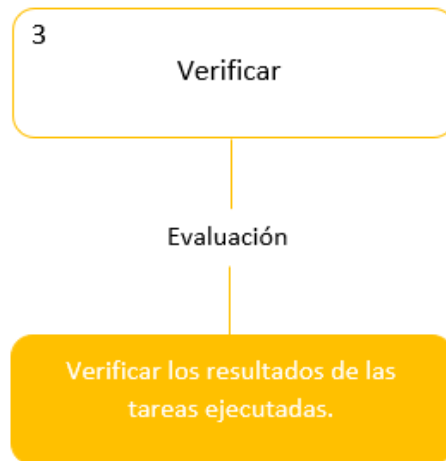 3
Verificar
Evaluación
Verificar los resultados de las
tareas ejecutadas.